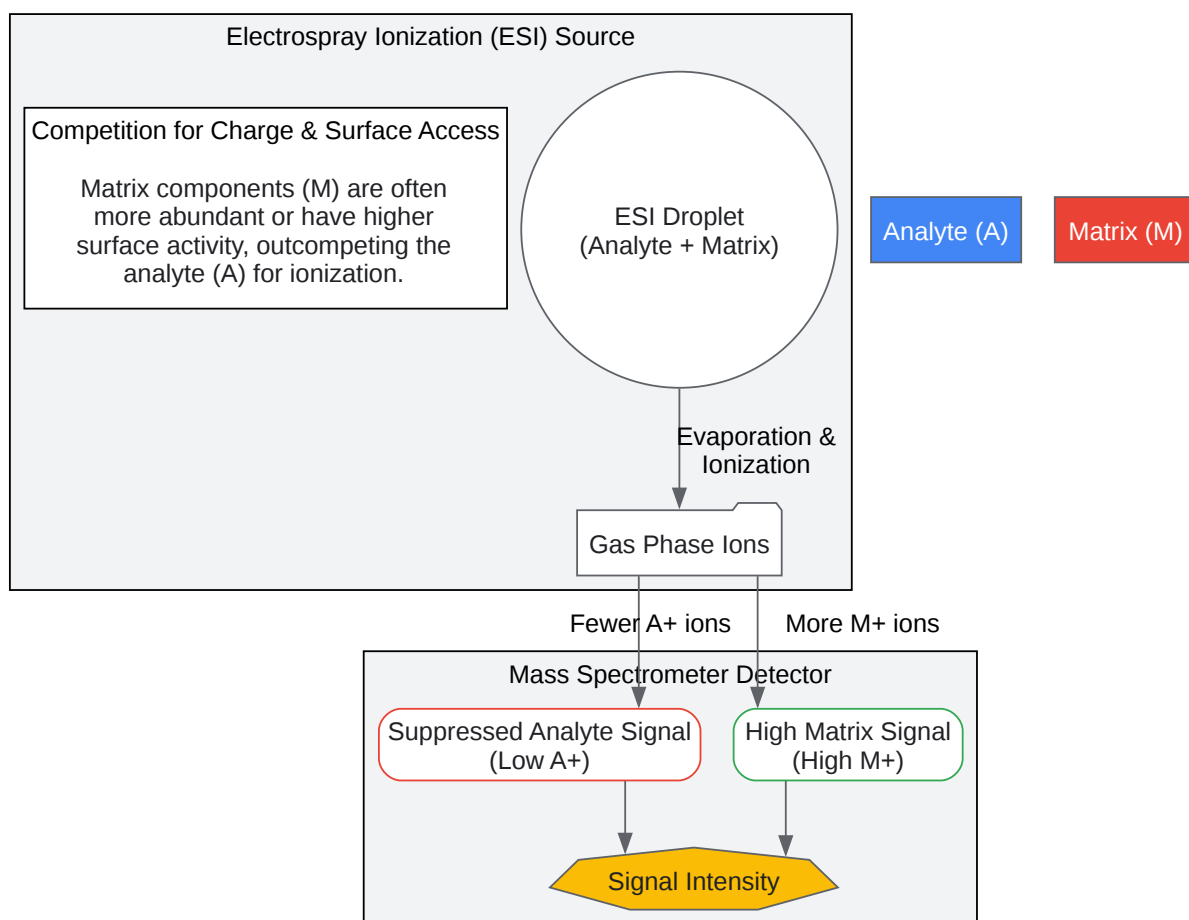 Electrospray Ionization (ESI) Source
Competition for Charge & Surface Access
Matrix components (M) are often
more abundant or have higher
surface activity, outcompeting the
analyte (A) for ionization.
ESI Droplet
(Analyte + Matrix)
Analyte (A)
Matrix (M)
Evaporation &
Ionization
Gas Phase Ions
Fewer A+ ions
More M+ ions
Mass Spectrometer Detector
Suppressed Analyte Signal
(Low A+)
High Matrix Signal
(High M+)
Signal Intensity